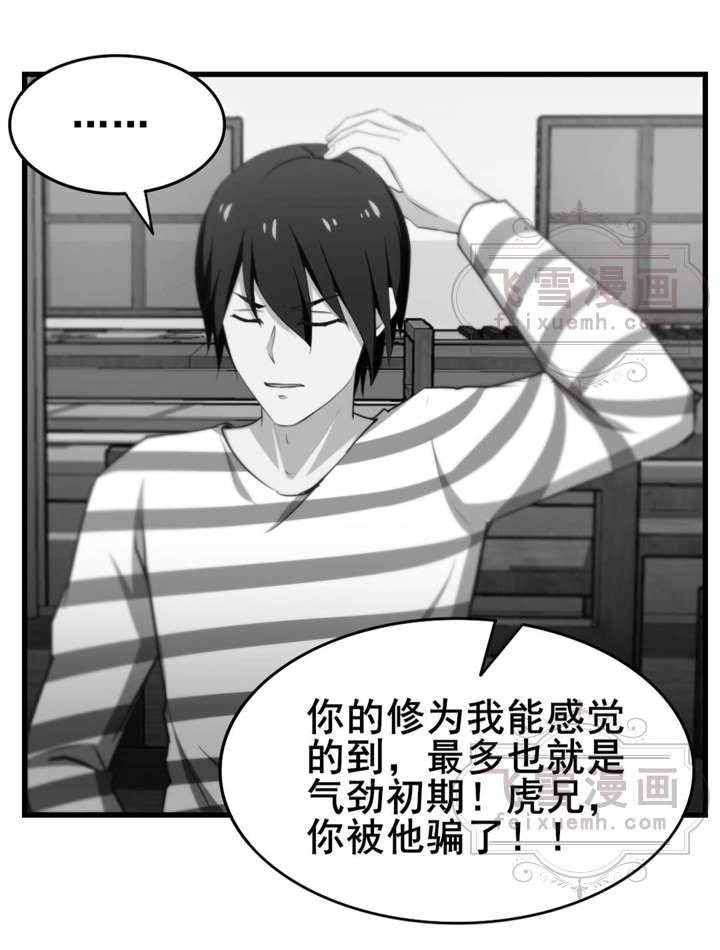 ……
飞雪漫画
feixuemh.com
你的修为我能感觉
的到，最多也就是
气劲初期！虎兄，
你被他骗了！！
飞雪漫画
feixuemh.com